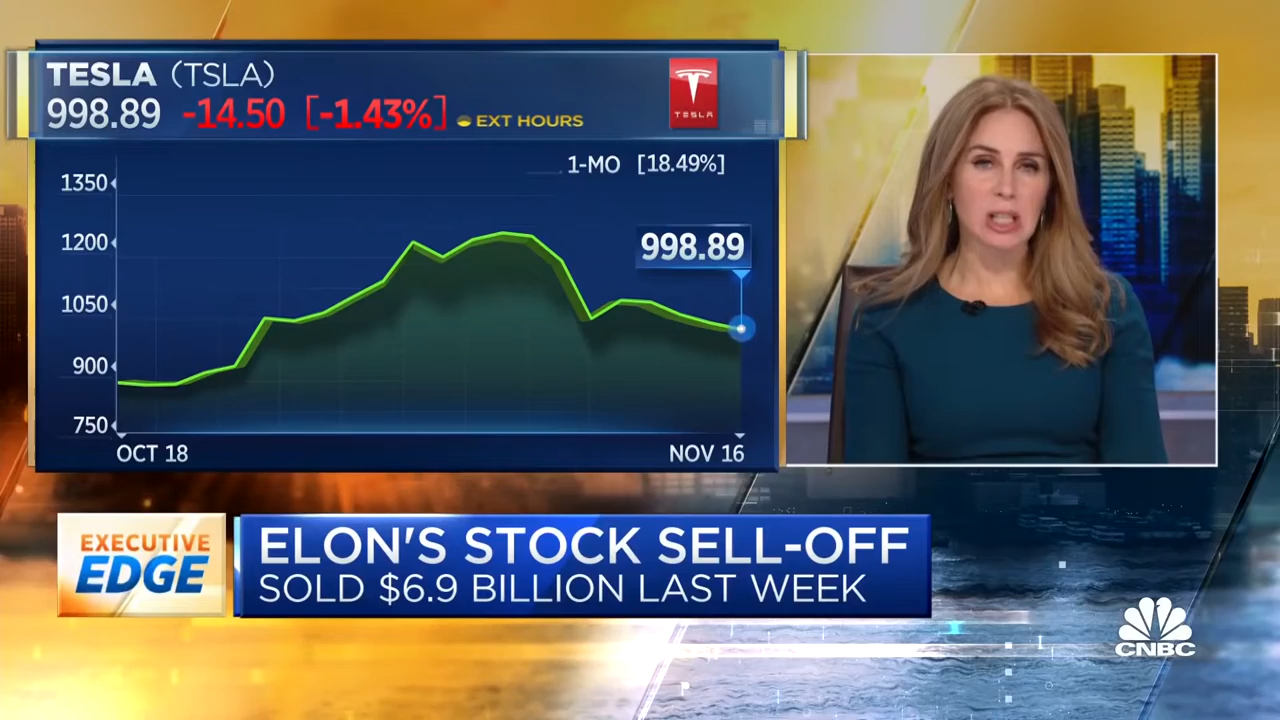 TESLA (TSLA)
998.89 -14.50 [-1.43%] EXT HOURS
TESLA
1-MO [18.49%]
1350
1200
1050
900
750
998.89
OCT 18
NOV 16
EXECUTIVE
EDGE
ELON'S STOCK SELL-OFF
SOLD $6.9 BILLION LAST WEEK
CNBC